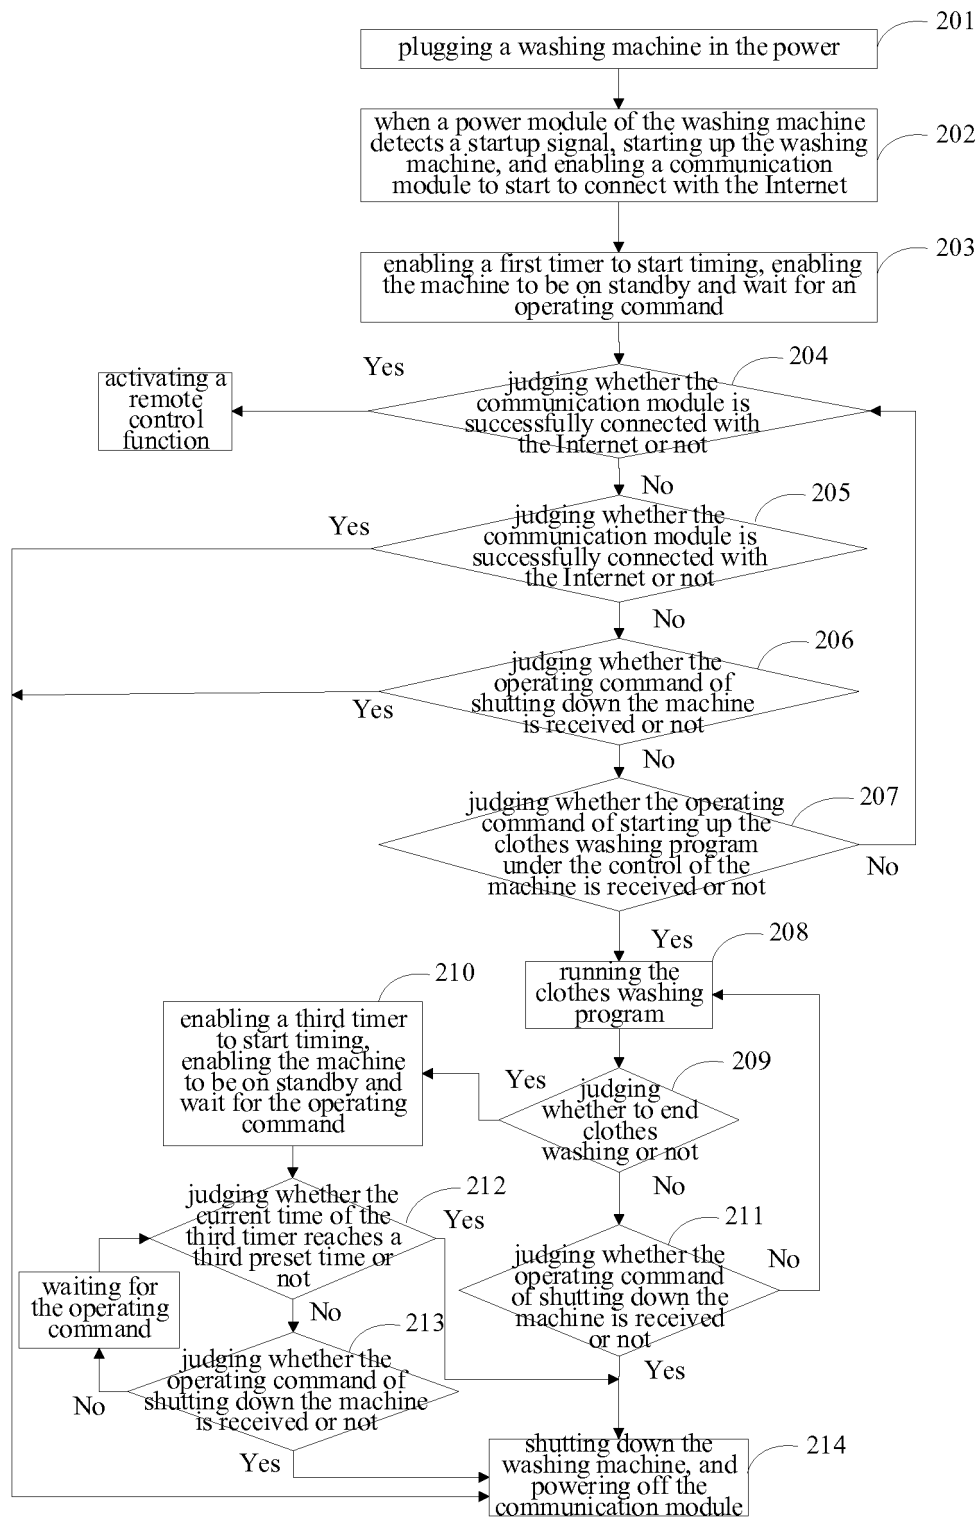 201
plugging a washing machine in the power
202
when a power module of the washing machine
detects a startup signal, starting up the washing
machine, and enabling a communication
module to start to connect with the Internet
203
enabling a first timer to start timing, enabling
the machine to be on standby and wait for an
operating command
204
Yes
judging whether the
communication module is
successfully connected with
the Internet or not
activating a
remote
control
function
No
205
Yes
judging whether the
communication module is
successfully connected with
the Internet or not
No
206
judging whether the
operating command of
shutting down the machine
is received or not
Yes
No
207
judging whether the operating
command of starting up the
clothes washing program
under the control of the
machine is received or not
No
Yes
208
running the
clothes washing
program
210
enabling a third timer
to start timing,
enabling the machine
to be on standby and
wait for the operating
command
209
Yes
judging
whether to end
clothes
washing or not
No
212
judging whether the
current time of the
third timer reaches a
third preset time or
not
Yes
211
judging whether the
operating command
of shutting down the
machine is received
or not
No
waiting for
the operating
command
No
213
judging whether the
operating command of
shutting down the machine
is received or not
Yes
No
Yes
214
shutting down the
washing machine, and
powering off the
communication module